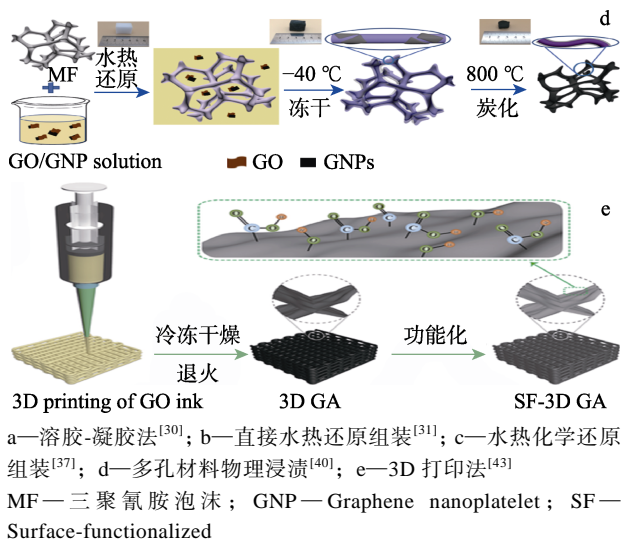 d
MF
水热
还原
−40 ℃
冻干
800 ℃
炭化
GO/GNP solution
GO
GNPs
e
冷冻干燥
退火
功能化
3D printing of GO ink
3D GA
SF-3D GA
a—溶胶-凝胶法[30]；b—直接水热还原组装[31]；c—水热化学还原
组装[37]；d—多孔材料物理浸渍[40]；e—3D 打印法[43]
MF—三聚氰胺泡沫；GNP—Graphene nanoplatelet；SF—
Surface-functionalized